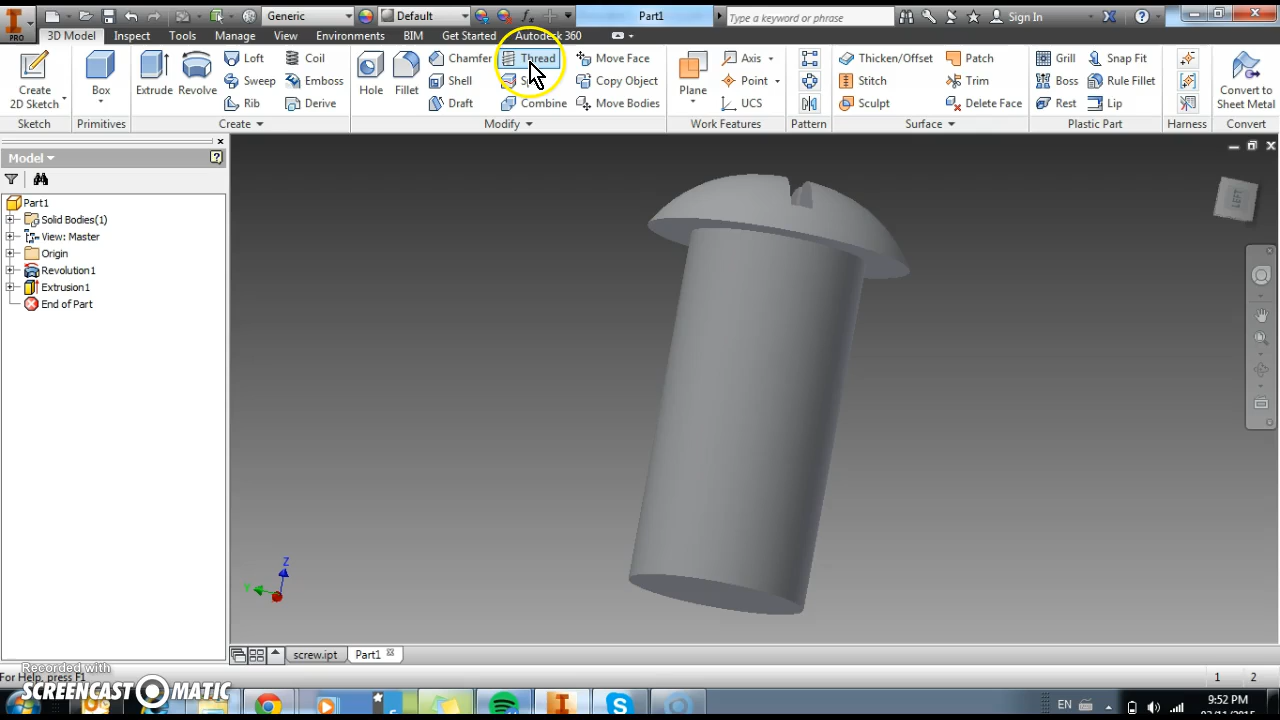 Generic
Default
Part1
Type a keyword or phrase
Sign In
PRO
3D Model
Inspect
Tools
Manage
View
Environments
BIM
Get Started
Autodesk 360
Create
2D Sketch
Box
Extrude
Revolve
Loft
Sweep
Rib
Coil
Emboss
Derive
Hole
Fillet
Chamfer
Shell
Draft
Thread
Combine
Move Face
Copy Object
Move Bodies
Plane
Axis
Point
UCS
Thicken/Offset
Stitch
Sculpt
Patch
Trim
Delete Face
Grill
Boss
Rest
Snap Fit
Rule Fillet
Lip
Convert to
Sheet Metal
Sketch
Primitives
Create
Modify
Work Features
Pattern
Surface
Plastic Part
Harness
Convert
Model
Part1
Solid Bodies(1)
View: Master
Origin
Revolution1
Extrusion1
End of Part
LEFT
Z
Y
screw.ipt
Part1
Recorded with
For Help, press F1
1
2
SCREENCAST MATIC
EN
9:52 PM